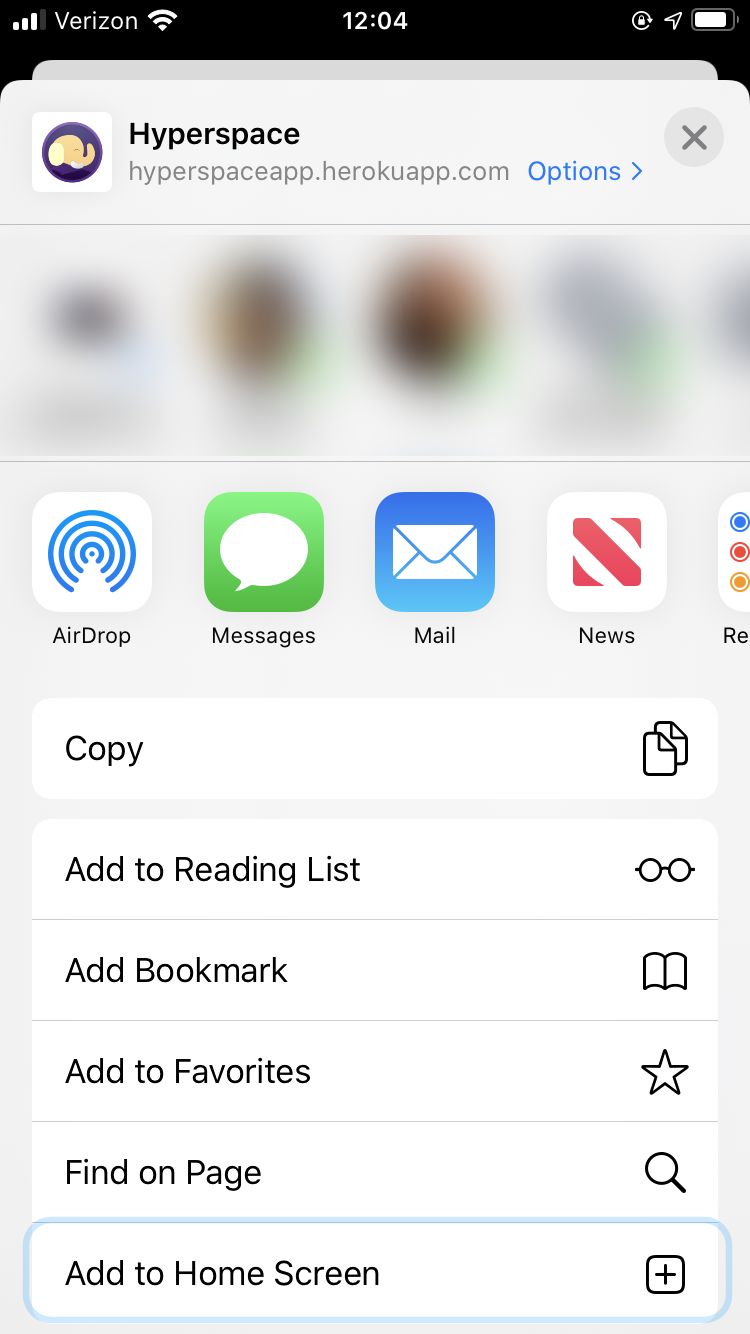 Verizon 12:04
Hyperspace
hyperspaceapp.herokuapp.com Options
AirDrop Messages Mail News Re
Copy
Add to Reading List
Add Bookmark
Add to Favorites
Find on Page
Add to Home Screen